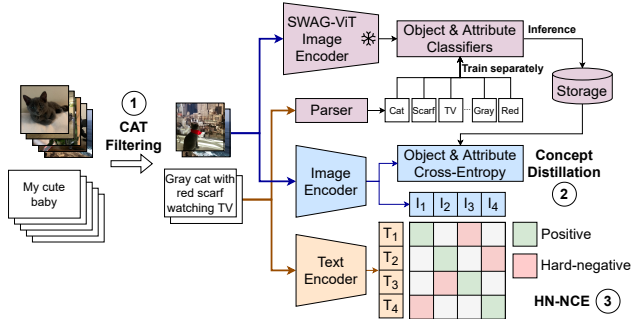 1
CAT
Filtering
My cute
baby
Gray cat with
red scarf
watching TV
SWAG-ViT
Image
Encoder
Object & Attribute
Classifiers
Inference
Train separately
Storage
Parser
Cat
Scarf
TV
Gray
Red
Image
Encoder
Object & Attribute
Cross-Entropy
Concept
Distillation
2
Text
Encoder
I1 I2 I3 I4
T1
T2
T3
T4
Positive
Hard-negative
HN-NCE 3